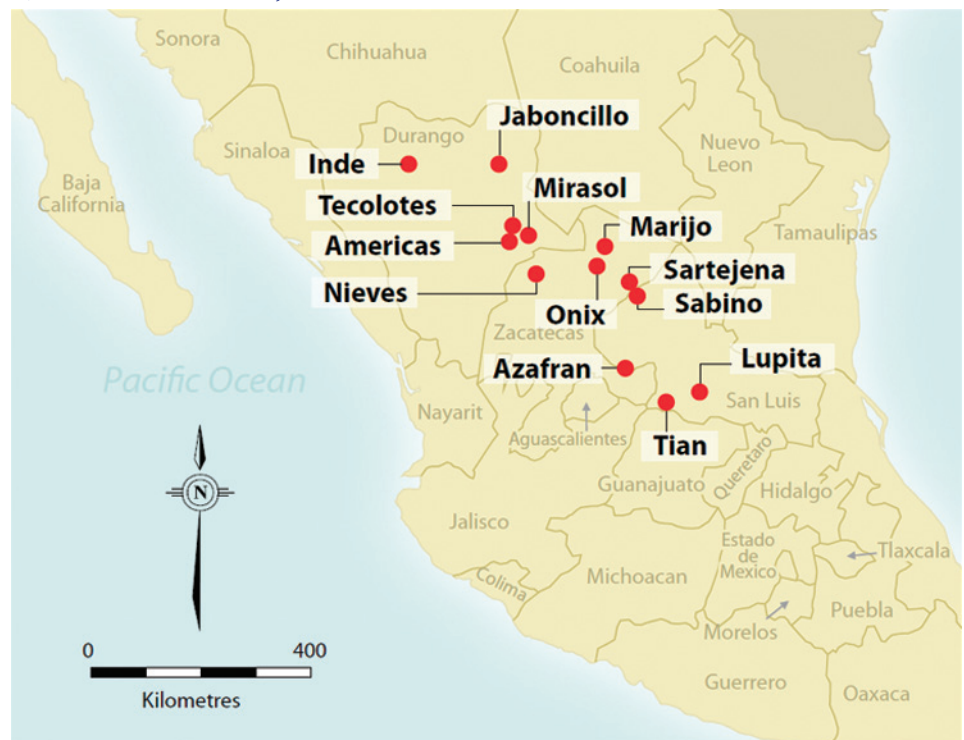 Sonora
Chihuahua
Coahuila
Jaboncillo
Durango
Nuevo
Leon
Sinaloa
Inde
Baja
California
Mirasol
Tecolotes
Marijo
Tamaulipas
Americas
Sartejena
Nieves
Sabino
Onix
Zacatecas
Azafran
Lupita
Pacific Ocean
Nayarit
San Luis
Aguascalientes
Tian
Queretaro
Guanajuato
Hidalgo
N
Jalisco
Estado
de
Mexico
Tlaxcala
Colima
Michoacan
Puebla
Morelos
0 400
Kilometres
Guerrero
Oaxaca